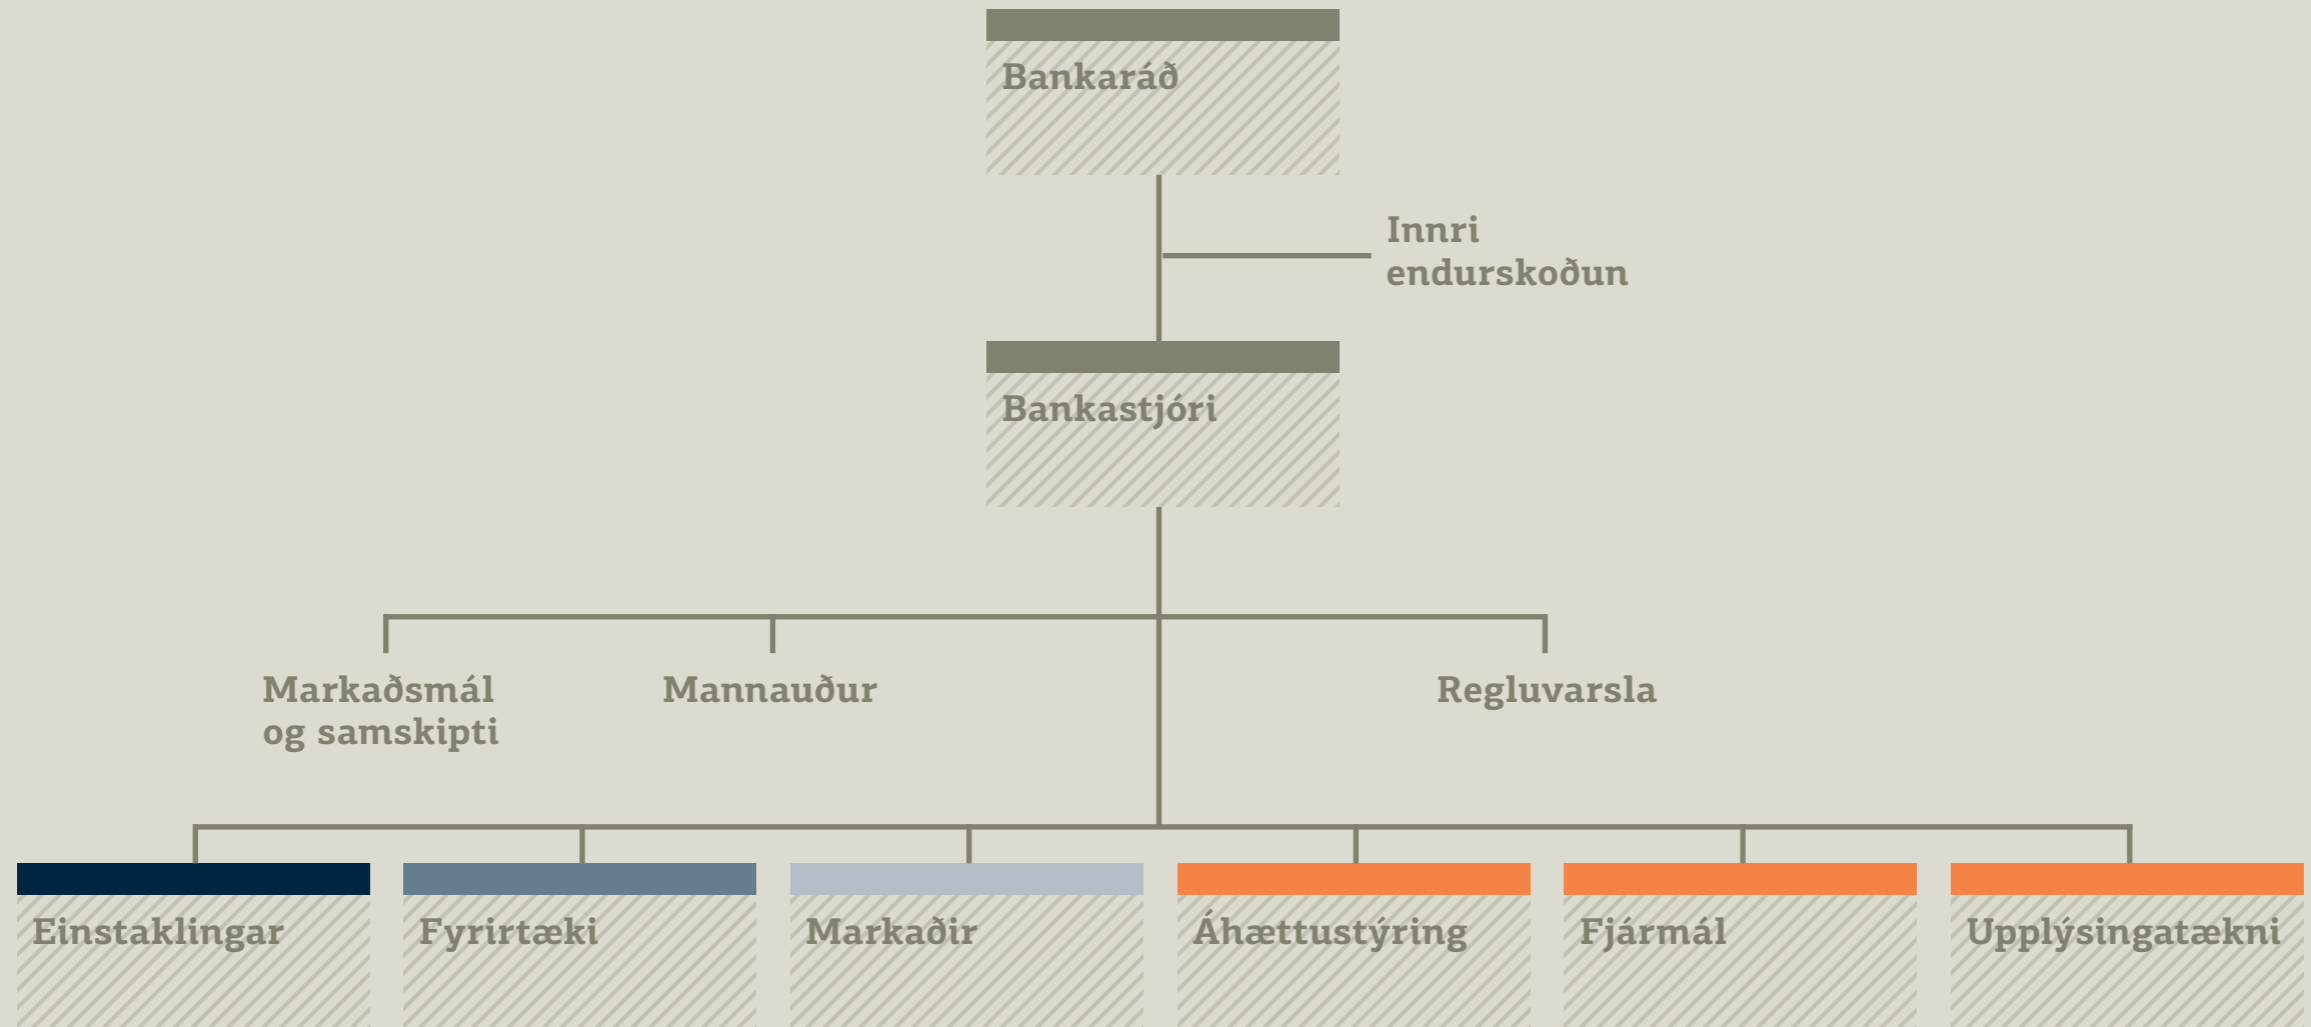 Bankaráð
Innri
endurskoðun
Bankastjóri
Markaðsmál
og samskipti
Mannauður
Regluvarsla
Einstaklingar
Fyrirtæki
Markaðir
Áhættustýring
Fjármál
Upplýsingatækni